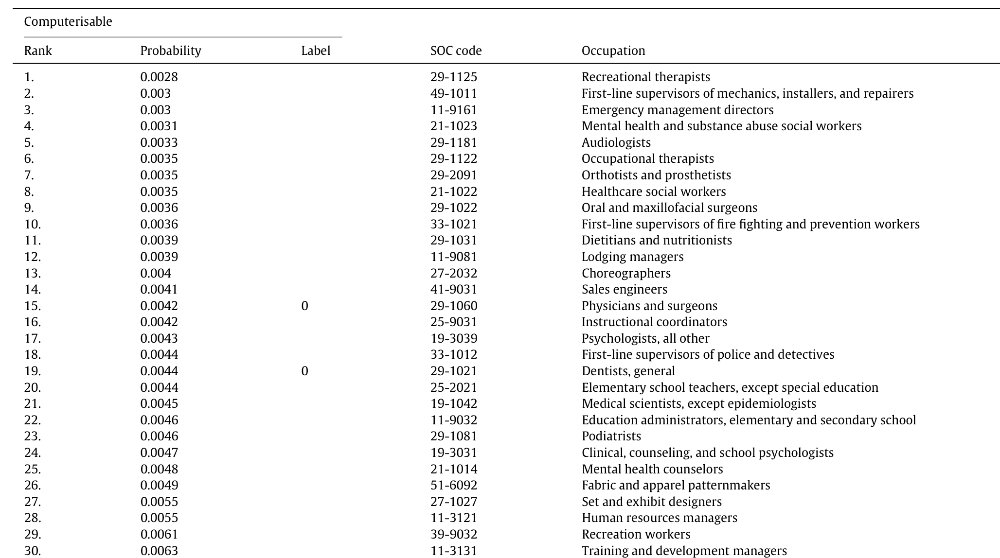 Computerisable
Rank Probability Label SOC code Occupation
1. 0.0028 29-1125 Recreational therapists
2. 0.003 49-1011 First-line supervisors of mechanics, installers, and repairers
3. 0.003 11-9161 Emergency management directors
4. 0.0031 21-1023 Mental health and substance abuse social workers
5. 0.0033 29-1181 Audiologists
6. 0.0035 29-1122 Occupational therapists
7. 0.0035 29-2091 Orthotists and prosthetists
8. 0.0035 21-1022 Healthcare social workers
9. 0.0036 29-1022 Oral and maxillofacial surgeons
10. 0.0036 33-1021 First-line supervisors of fire fighting and prevention workers
11. 0.0039 29-1031 Dietitians and nutritionists
12. 0.0039 11-9081 Lodging managers
13. 0.004 27-2032 Choreographers
14. 0.0041 41-9031 Sales engineers
15. 0.0042 0 29-1060 Physicians and surgeons
16. 0.0042 25-9031 Instructional coordinators
17. 0.0043 19-3039 Psychologists, all other
18. 0.0044 33-1012 First-line supervisors of police and detectives
19. 0.0044 0 29-1021 Dentists, general
20. 0.0044 25-2021 Elementary school teachers, except special education
21. 0.0045 19-1042 Medical scientists, except epidemiologists
22. 0.0046 11-9032 Education administrators, elementary and secondary school
23. 0.0046 29-1081 Podiatrists
24. 0.0047 19-3031 Clinical, counseling, and school psychologists
25. 0.0048 21-1014 Mental health counselors
26. 0.0049 51-6092 Fabric and apparel patternmakers
27. 0.0055 27-1027 Set and exhibit designers
28. 0.0055 11-3121 Human resources managers
29. 0.0061 39-9032 Recreation workers
30. 0.0063 11-3131 Training and development managers